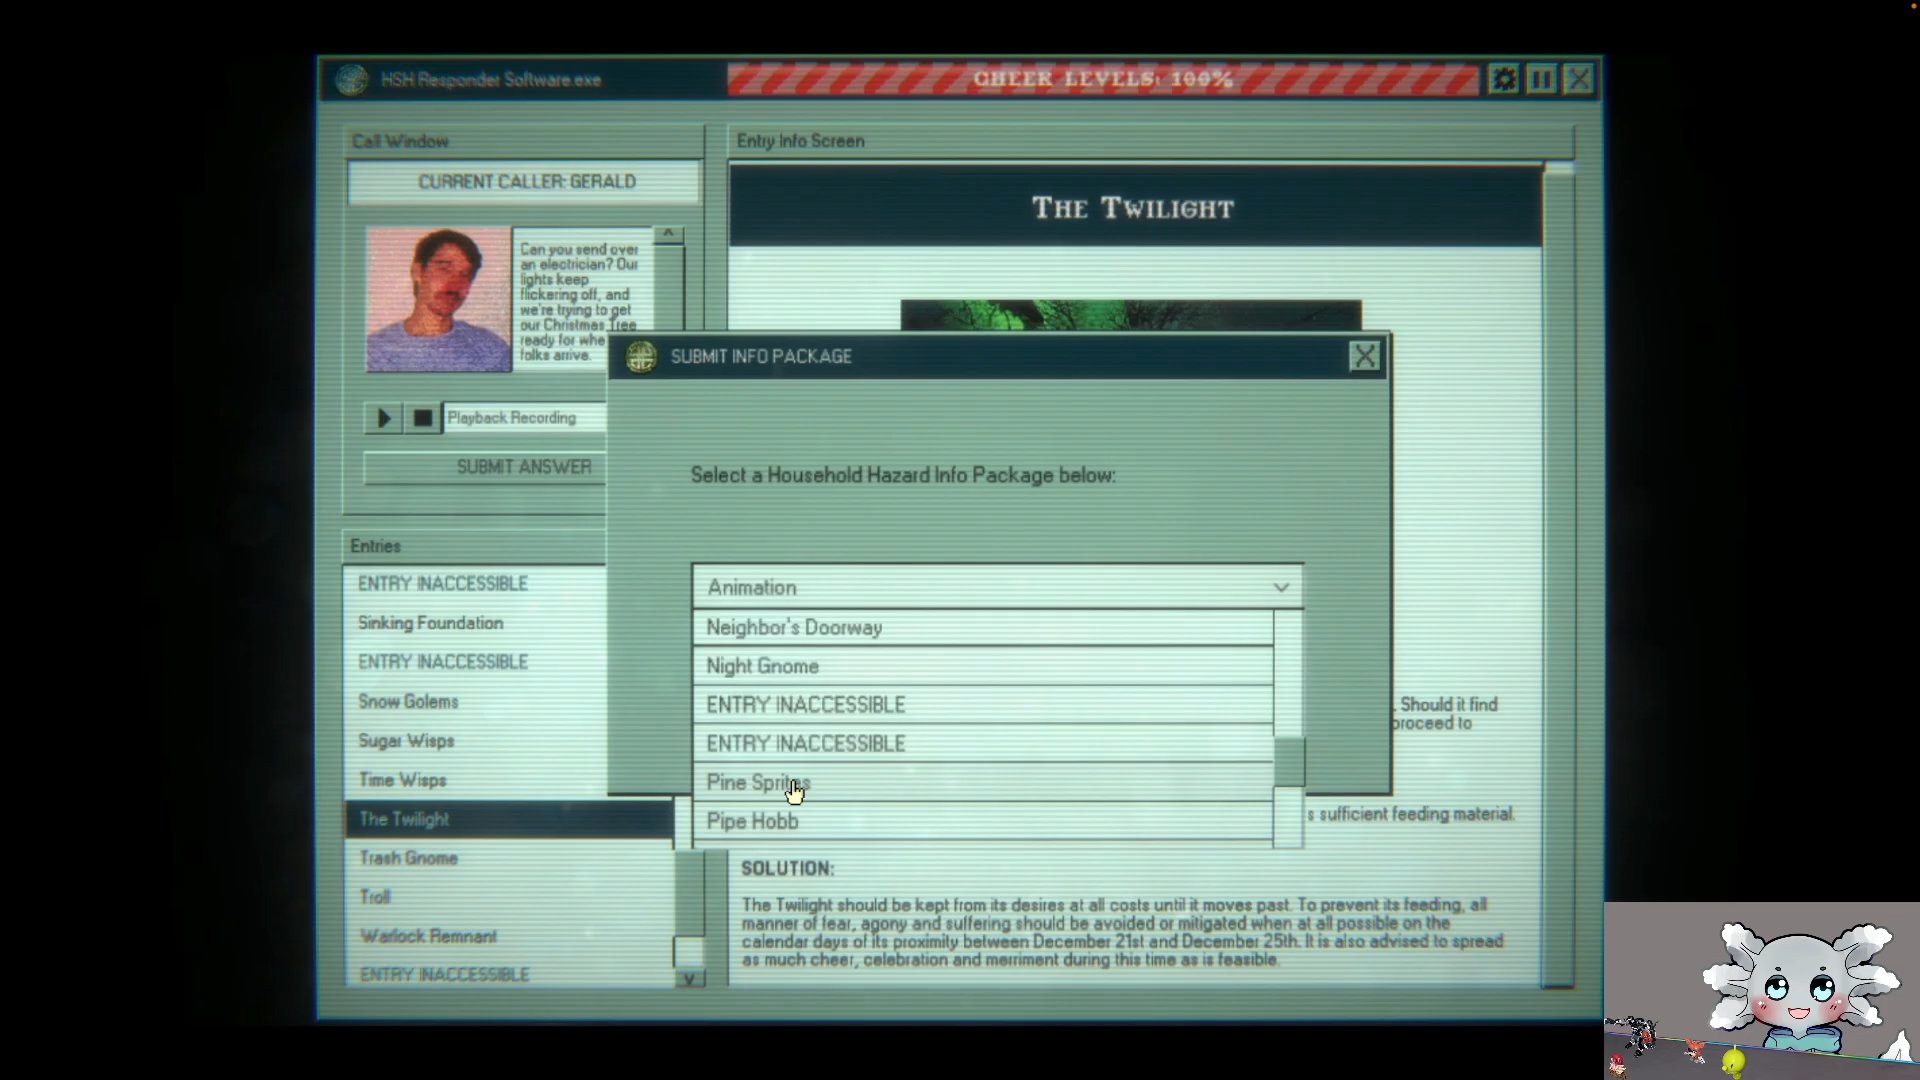 HSH Responder Software.exe
CHEER LEVELS: 100%
Call Window
CURRENT CALLER: GERALD
Can you send over
an electrician? Our
lights keep
flickering off, and
we're trying to get
our Christmas Tree
ready for
folks arrive.
Playback Recording
SUBMIT ANSWER
Entries
ENTRY INACCESSIBLE
Sinking Foundation
ENTRY INACCESSIBLE
Snow Golems
Sugar Wisps
Time Wisps
The Twilight
Trash Gnome
Troll
Warlock Remnant
ENTRY INACCESSIBLE
Entry Info Screen
THE TWILIGHT
SUBMIT INFO PACKAGE
Select a Household Hazard Info Package below:
Animation
Neighbor's Doorway
Night Gnome
ENTRY INACCESSIBLE
ENTRY INACCESSIBLE
Pine Sprites
Pipe Hobb
. Should it find
proceed to
s sufficient feeding material.
SOLUTION:
The Twilight should be kept from its desires at all costs until it moves past. To prevent its feeding, all
manner of fear, agony and suffering should be avoided or mitigated when at all possible on the
calendar days of its proximity between December 21st and December 25th. It is also advised to spread
as much cheer, celebration and merriment during this time as is feasible.